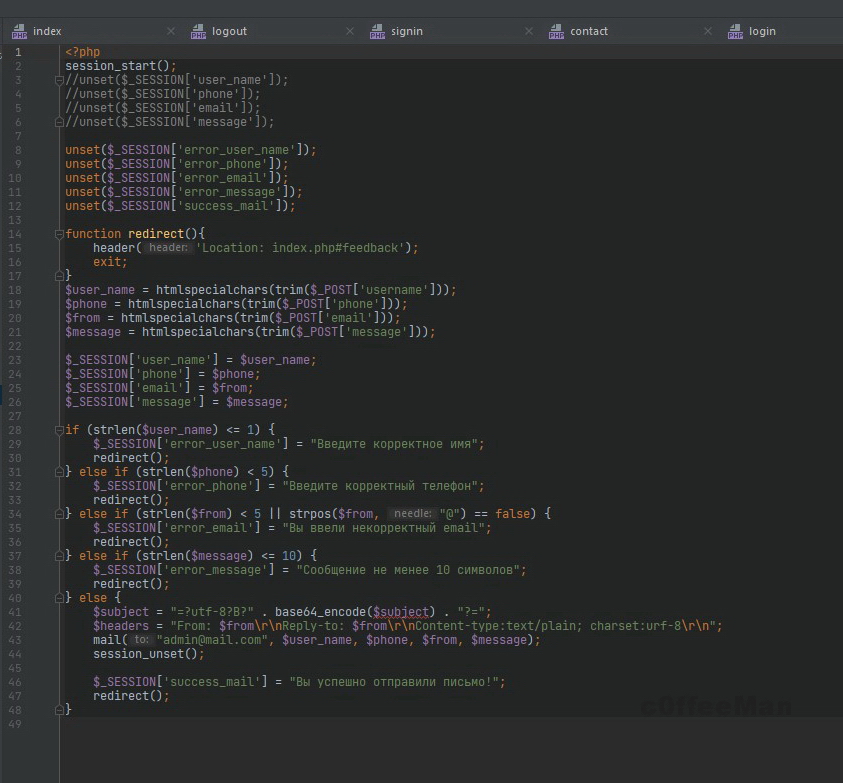 index logout signin contact login
1 <?php
2 session_start();
3 //unset($_SESSION['user_name']);
4 //unset($_SESSION['phone']);
5 //unset($_SESSION['email']);
6 //unset($_SESSION['message']);
7
8 unset($_SESSION['error_user_name']);
9 unset($_SESSION['error_phone']);
10 unset($_SESSION['error_email']);
11 unset($_SESSION['error_message']);
12 unset($_SESSION['success_mail']);
13
14 function redirect(){
15 header( header: 'Location: index.php#feedback');
16 exit;
17 }
18 $user_name = htmlspecialchars(trim($_POST['username']));
19 $phone = htmlspecialchars(trim($_POST['phone']));
20 $from = htmlspecialchars(trim($_POST['email']));
21 $message = htmlspecialchars(trim($_POST['message']));
22
23 $_SESSION['user_name'] = $user_name;
24 $_SESSION['phone'] = $phone;
25 $_SESSION['email'] = $from;
26 $_SESSION['message'] = $message;
27
28 if (strlen($user_name) <= 1) {
29 $_SESSION['error_user_name'] = "Введите корректное имя";
30 redirect();
31 } else if (strlen($phone) < 5) {
32 $_SESSION['error_phone'] = "Введите корректный телефон";
33 redirect();
34 } else if (strlen($from) < 5 || strpos($from, needle: "@") == false) {
35 $_SESSION['error_email'] = "Вы ввели некорректный email";
36 redirect();
37 } else if (strlen($message) <= 10) {
38 $_SESSION['error_message'] = "Сообщение не менее 10 символов";
39 redirect();
40 } else {
41 $subject = "=?utf-8?B?" . base64_encode($subject) . "?=";
42 $headers = "From: $from\r\nReply-to: $from\r\nContent-type:text/plain; charset:urf-8\r\n";
43 mail( to: "admin@mail.com", $user_name, $phone, $from, $message);
44 session_unset();
45
46 $_SESSION['success_mail'] = "Вы успешно отправили письмо!";
47 redirect();
48 }
49
c0ffeeMan